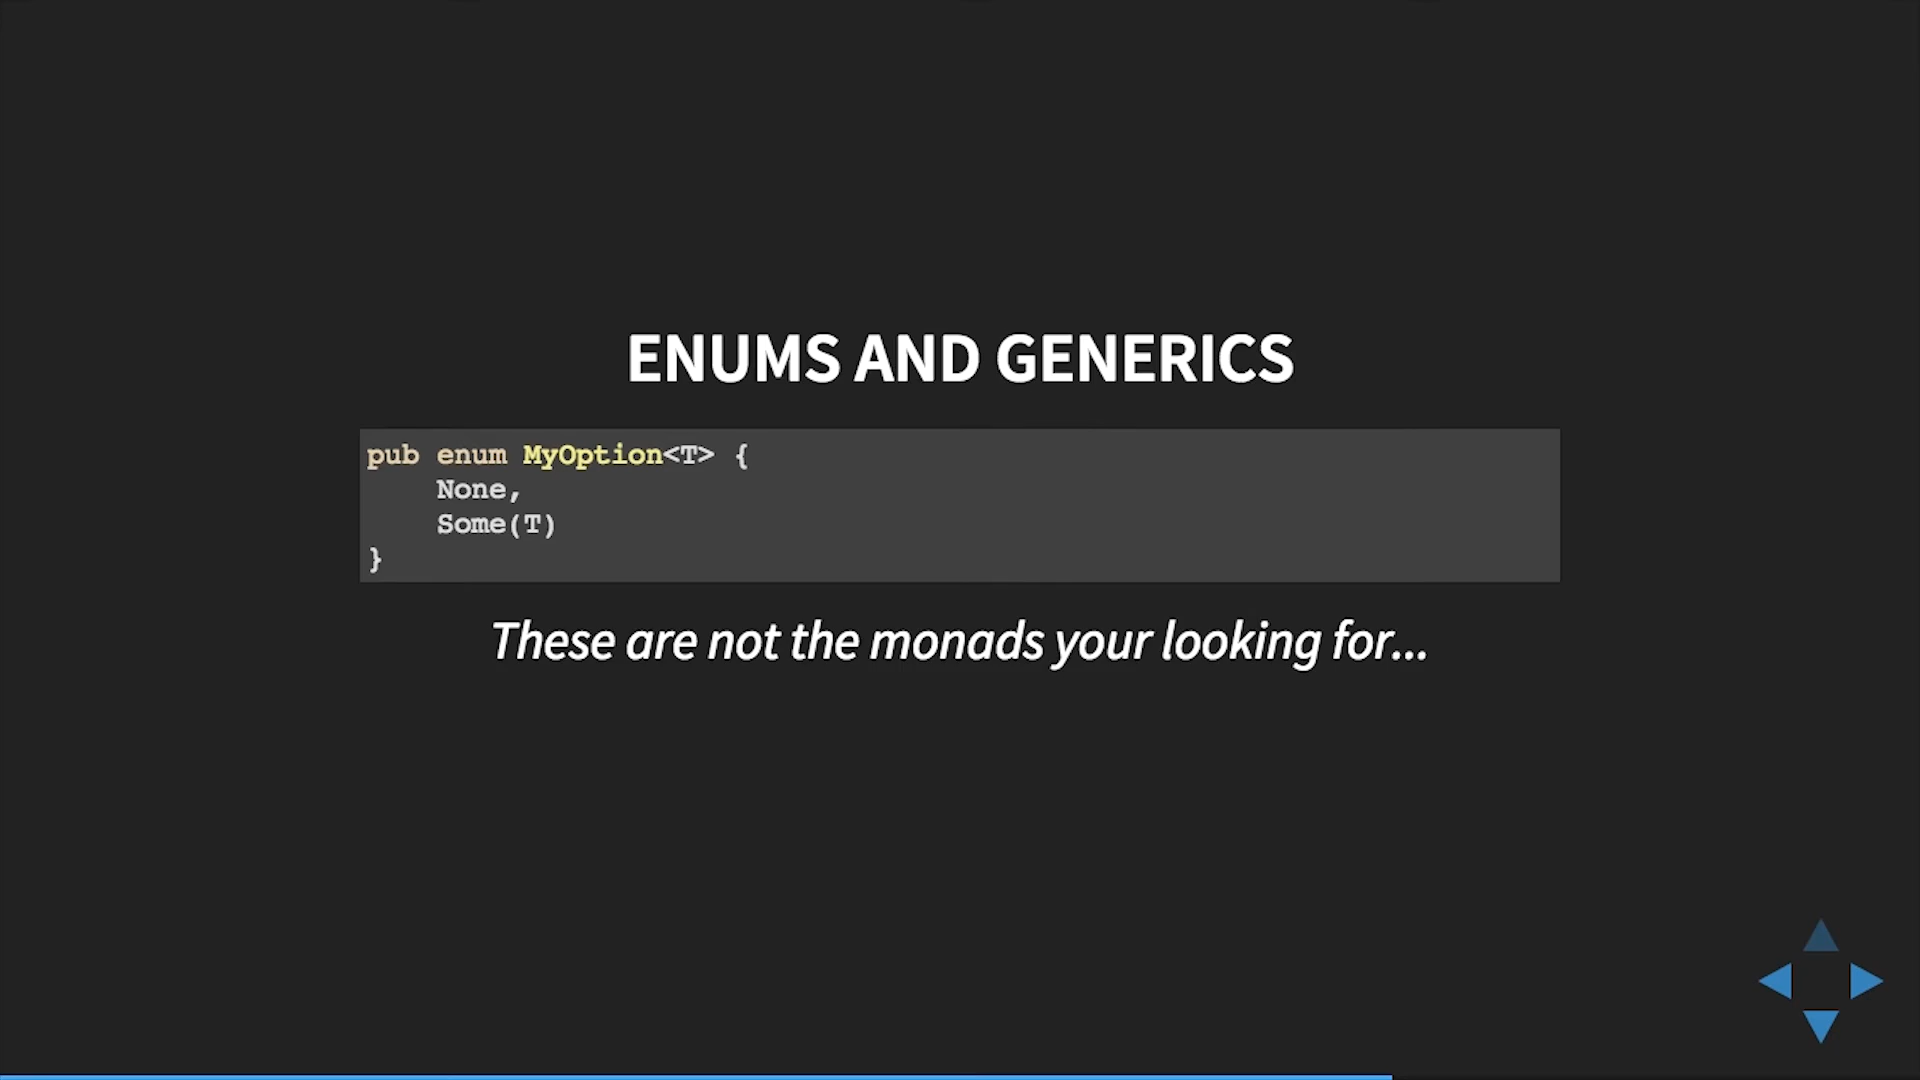 ENUMS AND GENERICS
pub enum MyOption<T> {
    None,
    Some(T)
}
These are not the monads your looking for...